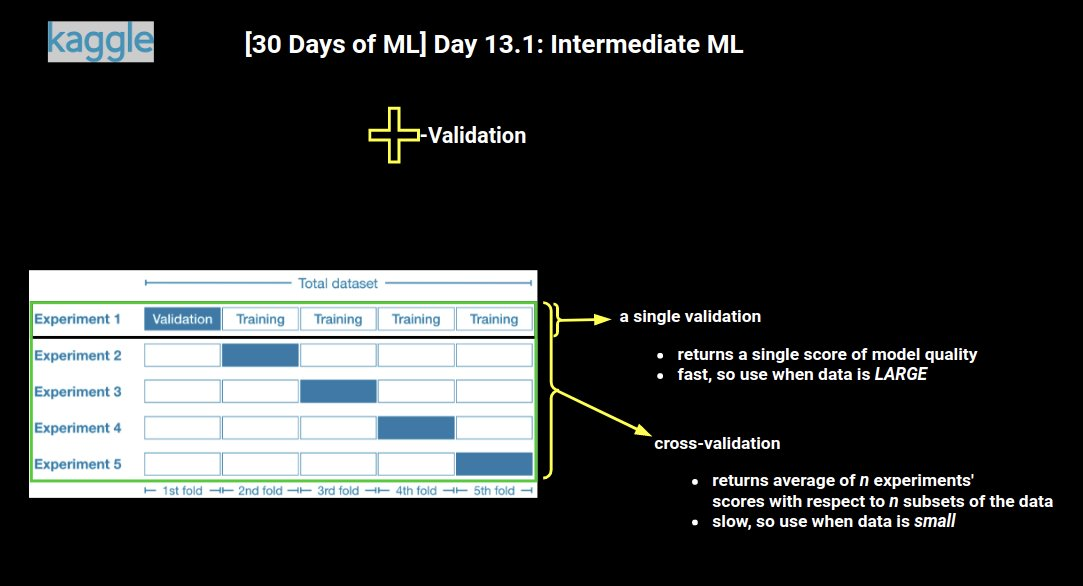 kaggle
[30 Days of ML] Day 13.1: Intermediate ML
-Validation
Total dataset
Experiment 1 Validation Training Training Training Training
Experiment 2
Experiment 3
Experiment 4
Experiment 5
1st fold 2nd fold 3rd fold 4th fold 5th fold
a single validation
• returns a single score of model quality
• fast, so use when data is LARGE
cross-validation
• returns average of n experiments'
scores with respect to n subsets of the data
• slow, so use when data is small